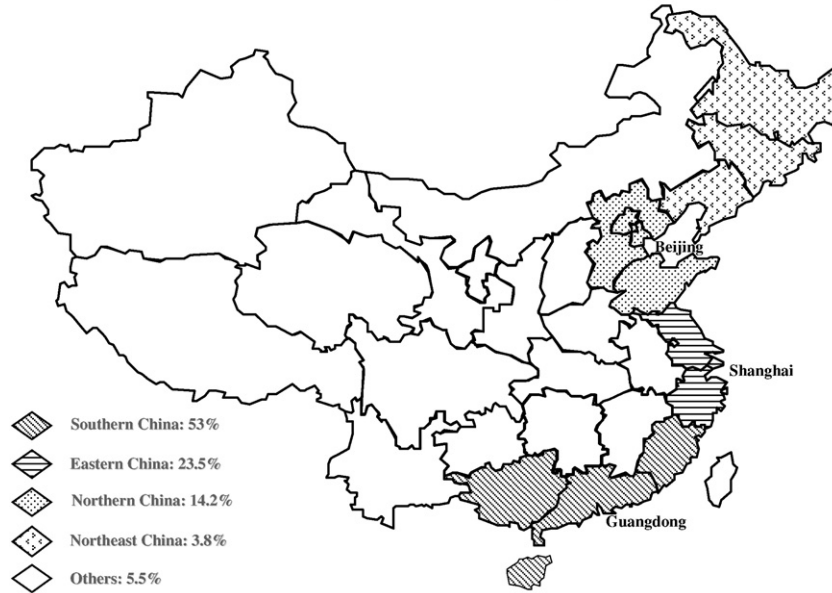 Beijing
Shanghai
Southern China: 53%
Eastern China: 23.5%
Northern China: 14.2%
Northeast China: 3.8%
Guangdong
Others: 5.5%